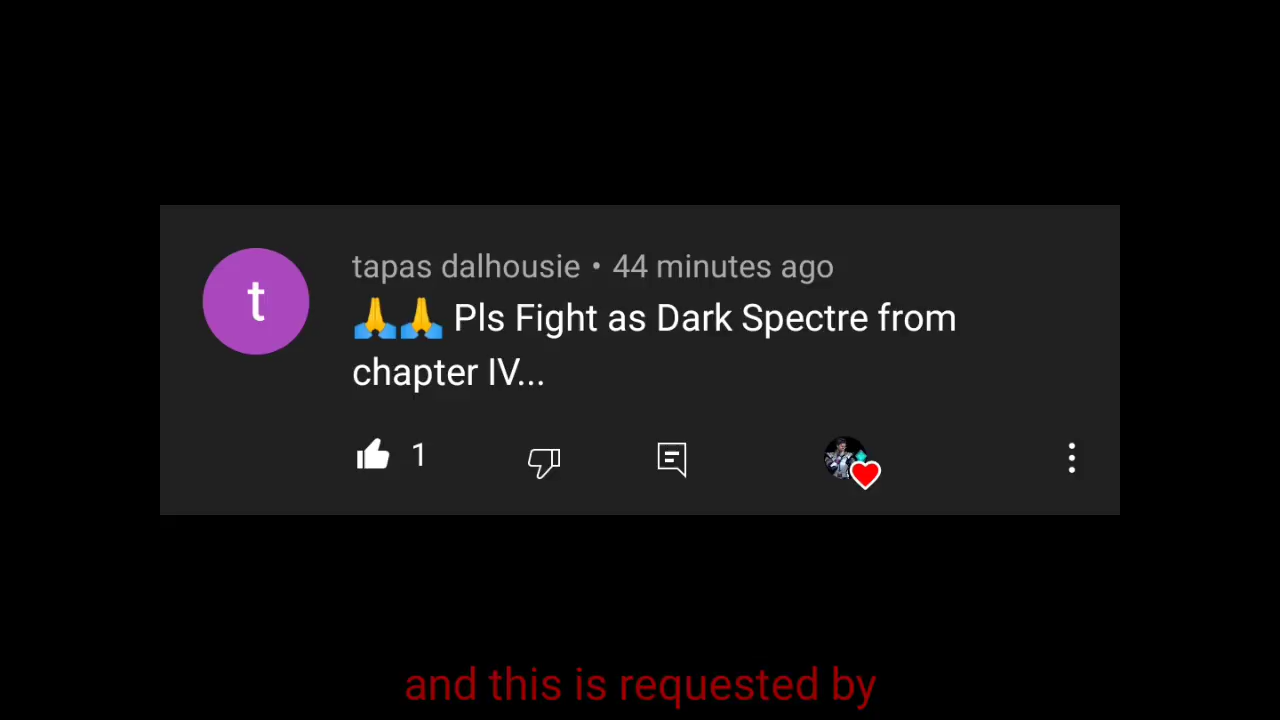 t
tapas dalhousie • 44 minutes ago
🙏🙏 Pls Fight as Dark Spectre from
chapter IV...
1
and this is requested by